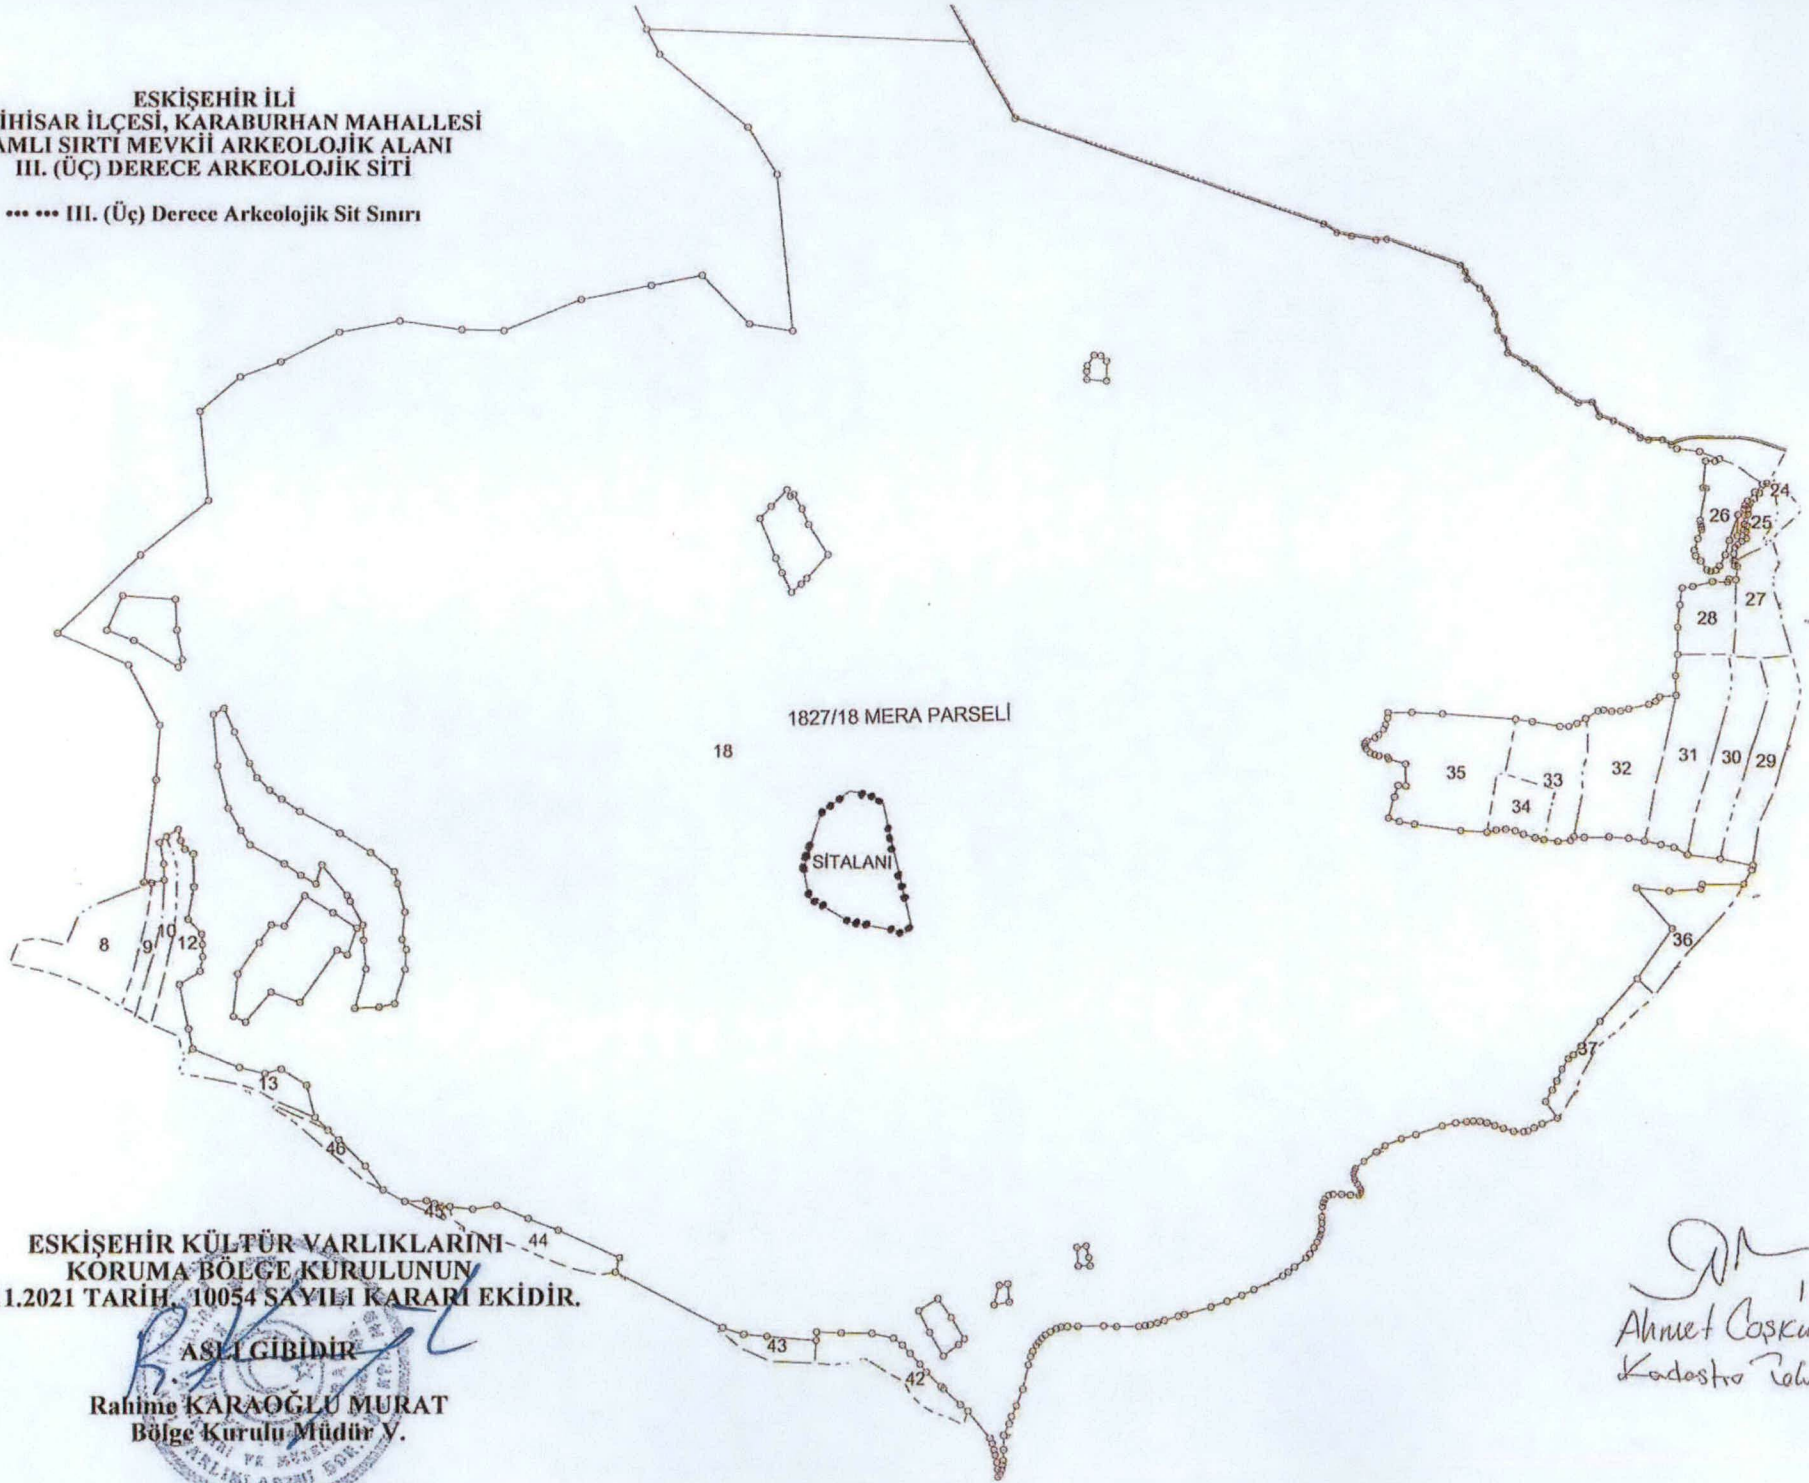 ESKİŞEHİR İLİ
İHİSAR İLÇESİ, KARABURHAN MAHALLESİ
AMLI SIRTI MEVKİİ ARKEOLOJİK ALANI
III. (ÜÇ) DERECE ARKEOLOJİK SİTİ
••• ••• III. (Üç) Derece Arkeolojik Sit Sınırı
24
26
25
27
28
1827/18 MERA PARSELİ
18
35
33
32
31
30
29
34
SİTALANI
8
9
10
12
36
37
13
46
45
44
43
42
ESKİŞEHİR KÜLTÜR VARLIKLARINI
KORUMA BÖLGE KURULUNUN
1.2021 TARİH, 10054 SAYILI KARARI EKİDİR.
ASLI GİBİDİR
Rahime KARAOĞLU MURAT
Bölge Kurulu Müdür V.
Ahmet
Kadastro